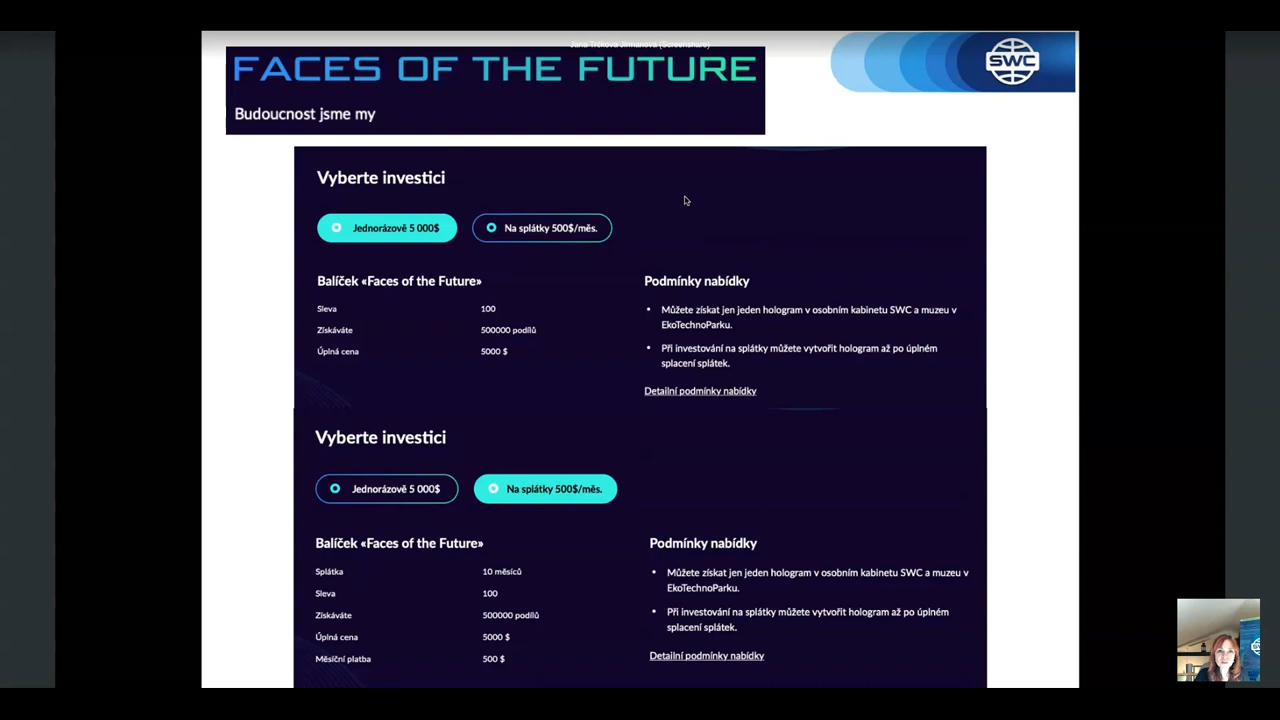 Jana Trčková Jirmanová (Screenshare)
FACES OF THE FUTURE
SWC
Budoucnost jsme my
Vyberte investici
Jednorázově 5 000$ Na splátky 500$/měs.
Balíček «Faces of the Future»
Sleva 100
Získáváte 500000 podílů
Úplná cena 5000 $
Podmínky nabídky
• Můžete získat jen jeden hologram v osobním kabinetu SWC a muzeu v
EkoTechnoParku.
• Při investování na splátky můžete vytvořit hologram až po úplném
splacení splátek.
Detailní podmínky nabídky
Vyberte investici
Jednorázově 5 000$ Na splátky 500$/měs.
Balíček «Faces of the Future»
Splátka 10 měsíců
Sleva 100
Získáváte 500000 podílů
Úplná cena 5000 $
Měsíční platba 500 $
Podmínky nabídky
• Můžete získat jen jeden hologram v osobním kabinetu SWC a muzeu v
EkoTechnoParku.
• Při investování na splátky můžete vytvořit hologram až po úplném
splacení splátek.
Detailní podmínky nabídky